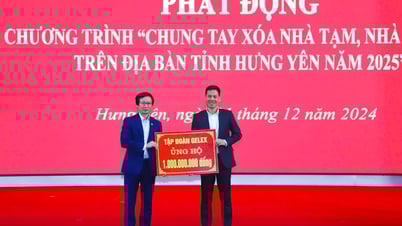 PHÁT ĐỘNG
CHƯƠNG TRÌNH “CHUNG TAY XÓA NHÀ TẠM, NHÀ
TRÊN ĐỊA BÀN TỈNH HƯNG YÊN NĂM 2025”
Hưng Yên,
tháng 12 năm 2024
TẬP ĐOÀN GELEX
ỦNG HỘ
1.000.000.000 đồng